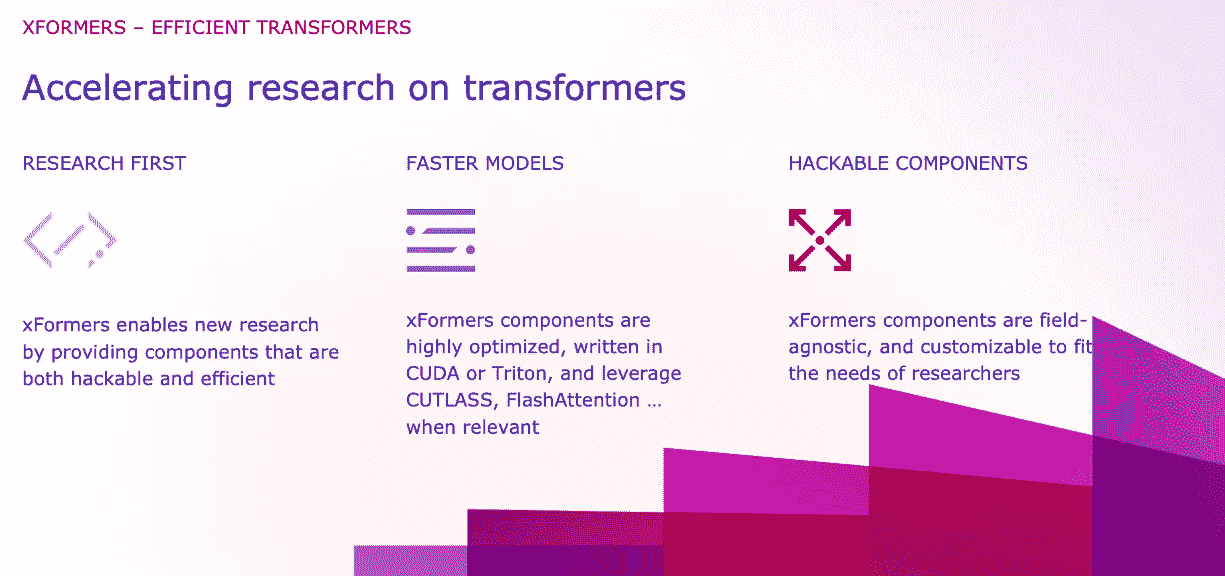 XFORMERS – EFFICIENT TRANSFORMERS
Accelerating research on transformers
RESEARCH FIRST
xFormers enables new research
by providing components that are
both hackable and efficient
FASTER MODELS
xFormers components are
highly optimized, written in
CUDA or Triton, and leverage
CUTLASS, FlashAttention ...
when relevant
HACKABLE COMPONENTS
xFormers components are field-
agnostic, and customizable to fit
the needs of researchers